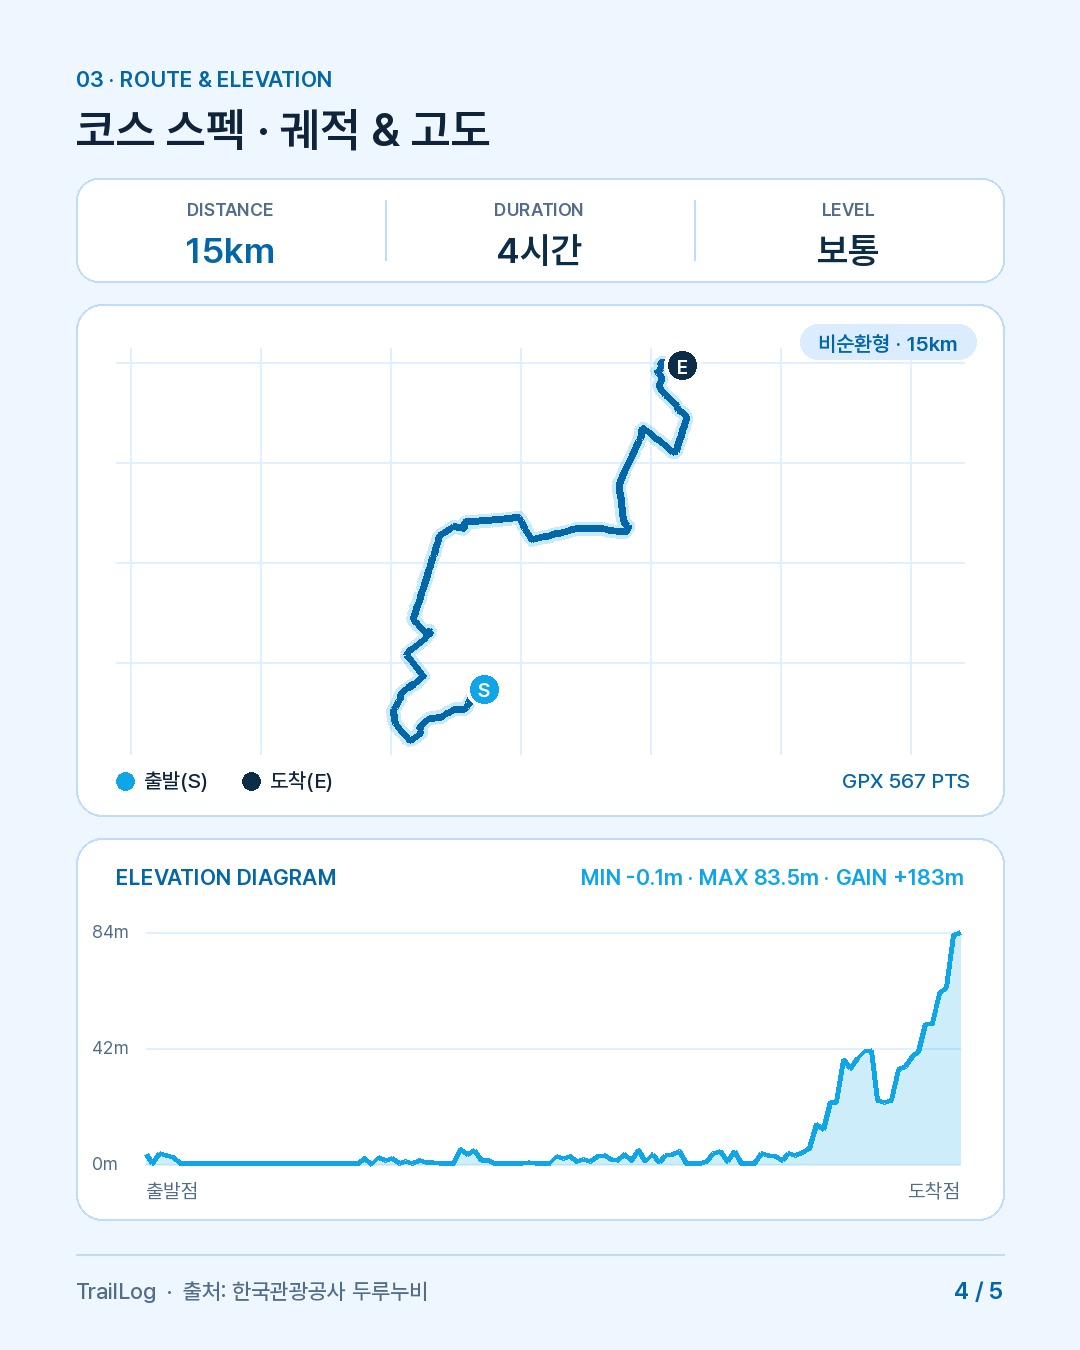 03 · ROUTE & ELEVATION
코스 스펙 · 궤적 & 고도
DISTANCE
15km
DURATION
4시간
LEVEL
보통
비순환형 · 15km
E
S
출발(S)
도착(E)
GPX 567 PTS
ELEVATION DIAGRAM
MIN -0.1m · MAX 83.5m · GAIN +183m
84m
42m
0m
출발점
도착점
TrailLog · 출처: 한국관광공사 두루누비
4 / 5